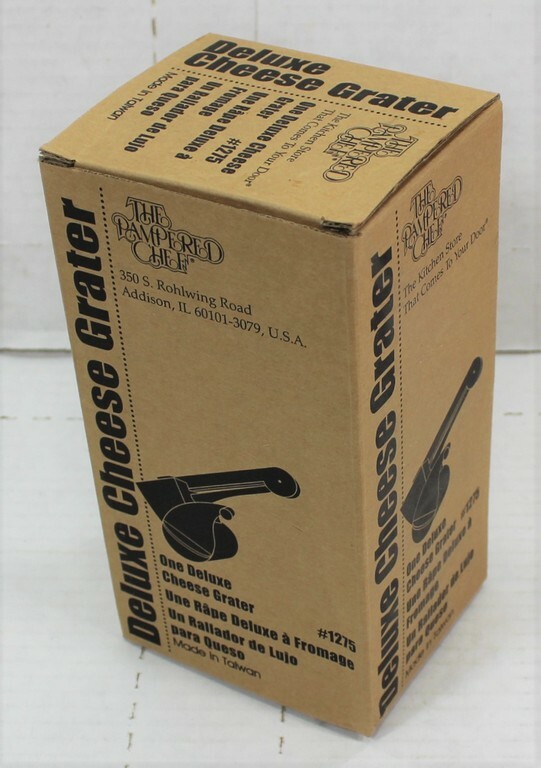 Deluxe
Cheese Grater
THE
PAMPERED
CHEF
The Kitchen Store
That Comes To Your Door®
One Deluxe Cheese
Grater #1275
Une Râpe Deluxe à
Fromage
Un Rallador de Lujo
para Queso
Made in Taiwan
Deluxe Cheese Grater
THE
PAMPERED
CHEF®
350 S. Rohlwing Road
Addison, IL 60101-3079, U.S.A.
One Deluxe
Cheese Grater #1275
Une Râpe Deluxe à Fromage
Un Rallador de Lujo
para Queso
Made in Taiwan
Deluxe Cheese Grater
THE
PAMPERED
CHEF®
The Kitchen Store
That Comes To Your Door®
One Deluxe
Cheese Grater #1275
Une Râpe Deluxe à
Fromage
Un Rallador de Lujo
para Queso
Made in Taiwan